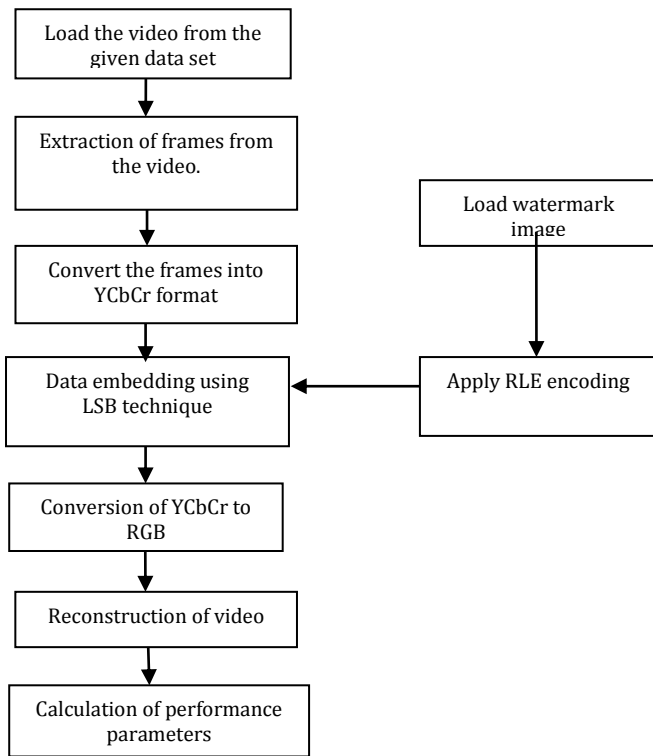 Load the video from the
given data set
Extraction of frames from
the video.
Load watermark
image
Convert the frames into
YCbCr format
Data embedding using
LSB technique
Apply RLE encoding
Conversion of YCbCr to
RGB
Reconstruction of video
Calculation of performance
parameters